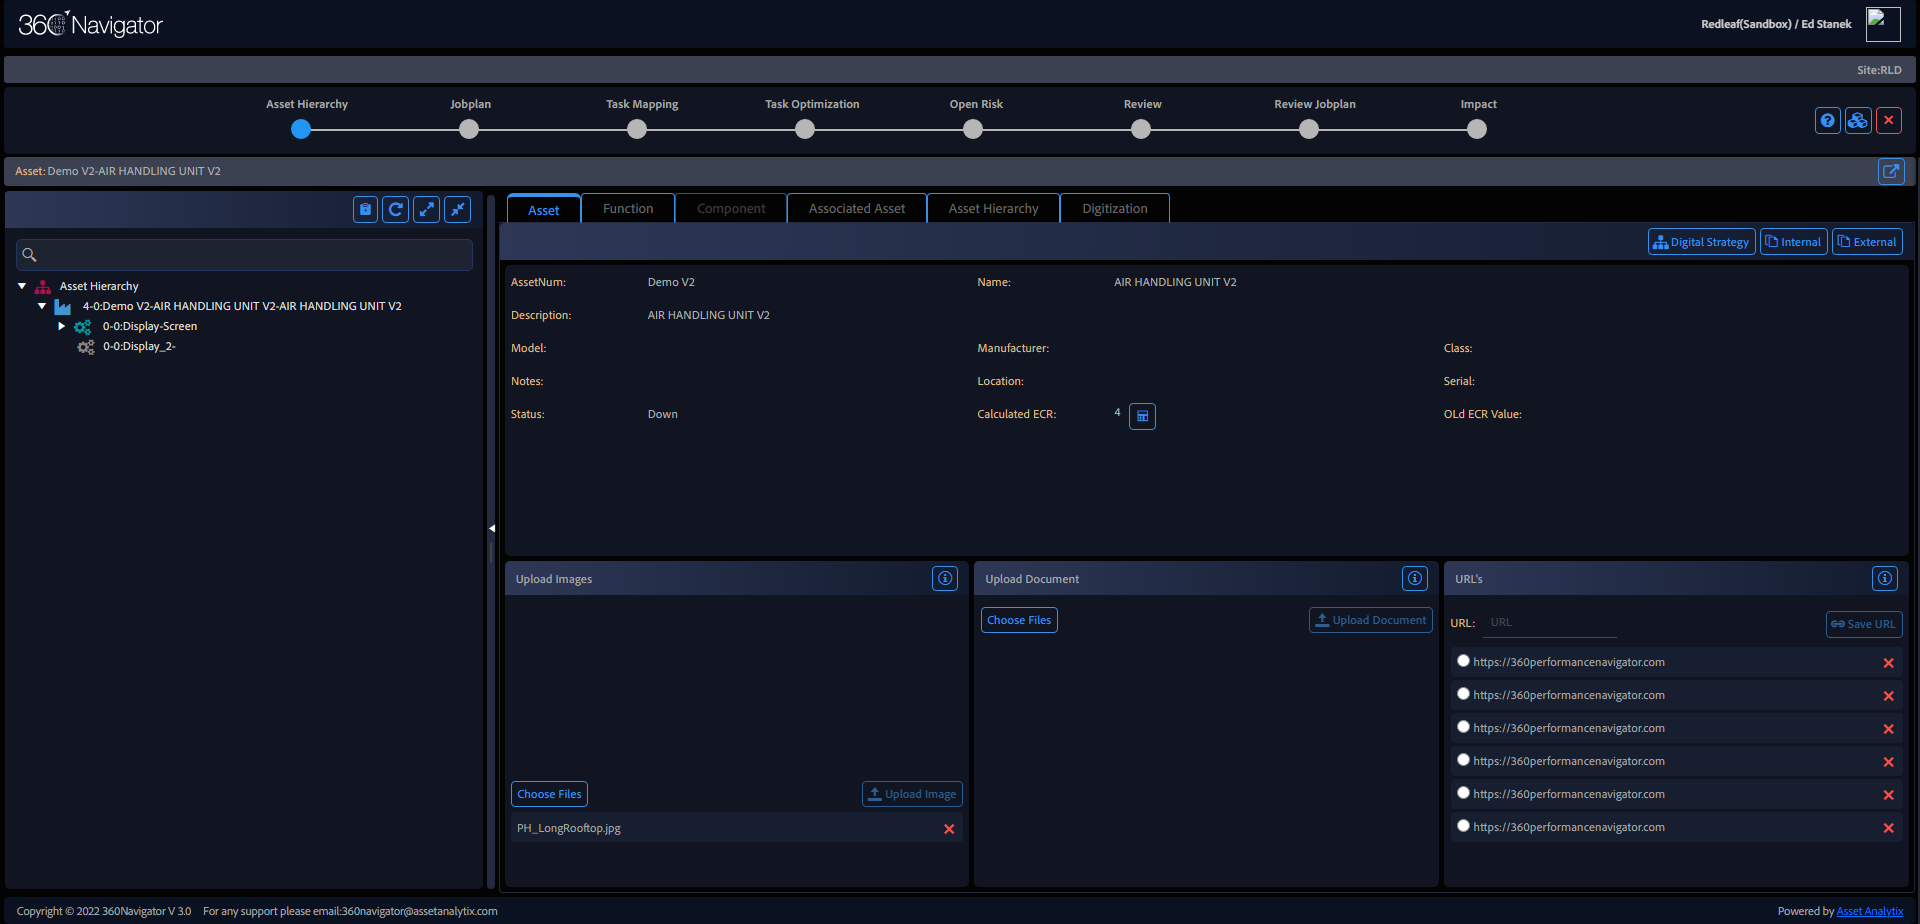 360 Navigator
Redleaf(Sandbox) / Ed Stanek
Site:RLD
Asset Hierarchy
Jobplan
Task Mapping
Task Optimization
Open Risk
Review
Review Jobplan
Impact
Asset: Demo V2-AIR HANDLING UNIT V2
Asset Hierarchy
4-0:Demo V2-AIR HANDLING UNIT V2-AIR HANDLING UNIT V2
0-0:Display-Screen
0-0:Display_2-
Asset
Function
Component
Associated Asset
Asset Hierarchy
Digitization
Digital Strategy
Internal
External
AssetNum: Demo V2
Name: AIR HANDLING UNIT V2
Description: AIR HANDLING UNIT V2
Model:
Manufacturer:
Class:
Notes:
Location:
Serial:
Status: Down
Calculated ECR: 4
OLd ECR Value:
Upload Images
Choose Files
Upload Image
PH_LongRooftop.jpg
Upload Document
Choose Files
Upload Document
URL's
URL: URL
Save URL
https://360performancenavigator.com
https://360performancenavigator.com
https://360performancenavigator.com
https://360performancenavigator.com
https://360performancenavigator.com
https://360performancenavigator.com
Copyright © 2022 360Navigator V 3.0 For any support please email:360navigator@assetanalytix.com
Powered by Asset Analytix